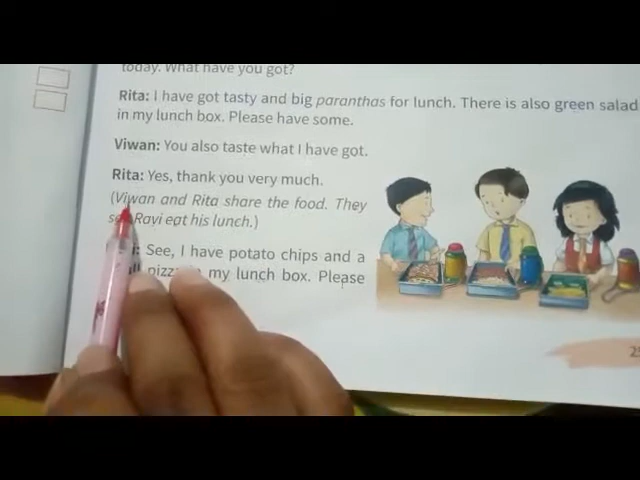 today. What have you got?
Rita: I have got tasty and big paranthas for lunch. There is also green salad
in my lunch box. Please have some.
Viwan: You also taste what I have got.
Rita: Yes, thank you very much.
(Viwan and Rita share the food. They
Ravi eat his lunch.)
See, I have potato chips and a
my lunch box. Please